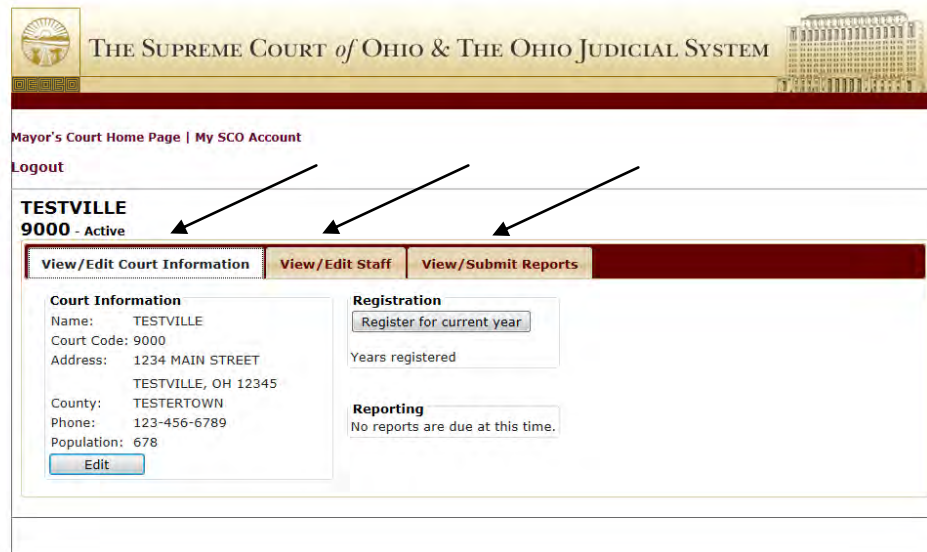 THE SUPREME COURT of OHIO & THE OHIO JUDICIAL SYSTEM
Mayor's Court Home Page | My SCO Account
Logout
TESTVILLE
9000 - Active
View/Edit Court Information View/Edit Staff View/Submit Reports
Court Information
Name: TESTVILLE
Court Code: 9000
Address: 1234 MAIN STREET
TESTVILLE, OH 12345
County: TESTERTOWN
Phone: 123-456-6789
Population: 678
Edit
Registration
Register for current year
Years registered
Reporting
No reports are due at this time.